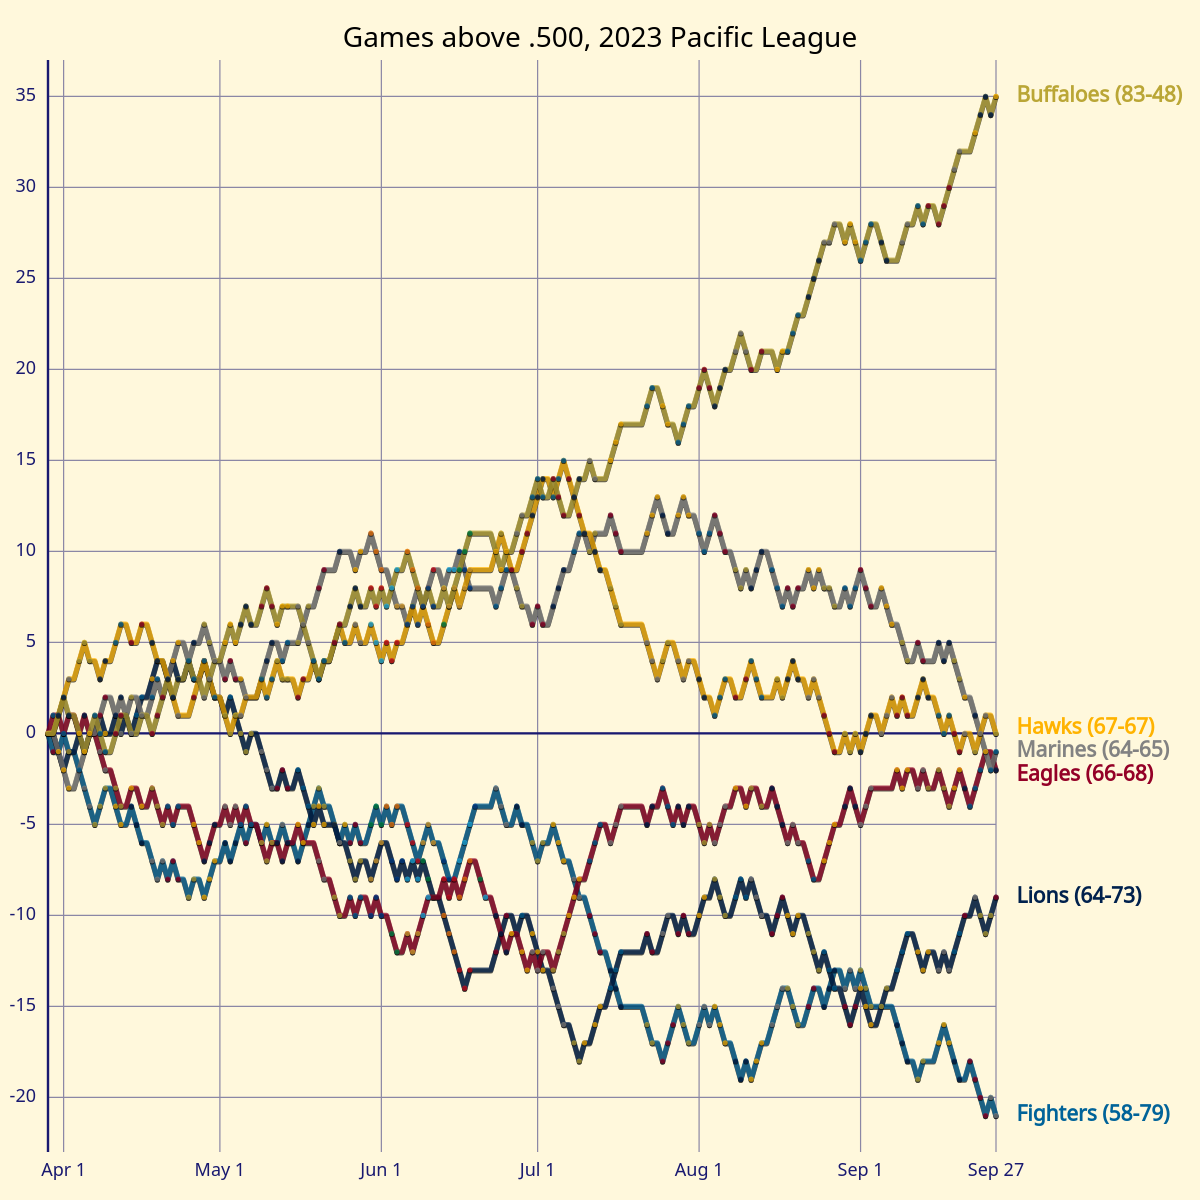 Games above .500, 2023 Pacific League
35
30
25
20
15
10
5
0
-5
-10
-15
-20
Buffaloes (83-48)
Hawks (67-67)
Marines (64-65)
Eagles (66-68)
Lions (64-73)
Fighters (58-79)
Apr 1
May 1
Jun 1
Jul 1
Aug 1
Sep 1
Sep 27